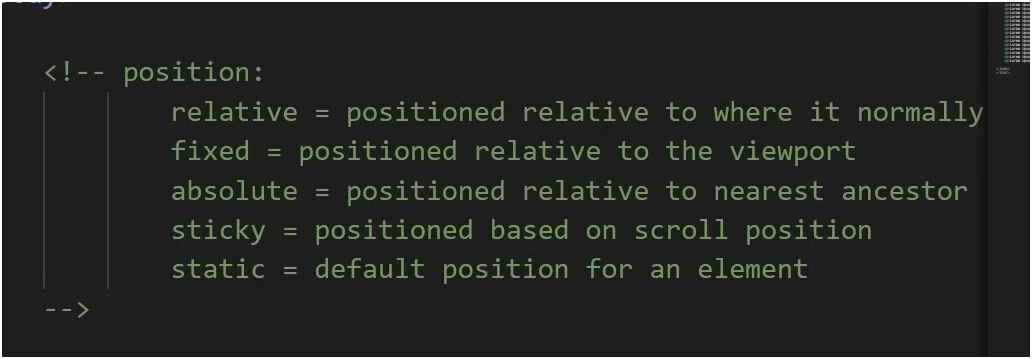 <!-- position:
relative = positioned relative to where it normally
fixed = positioned relative to the viewport
absolute = positioned relative to nearest ancestor
sticky = positioned based on scroll position
static = default position for an element
-->